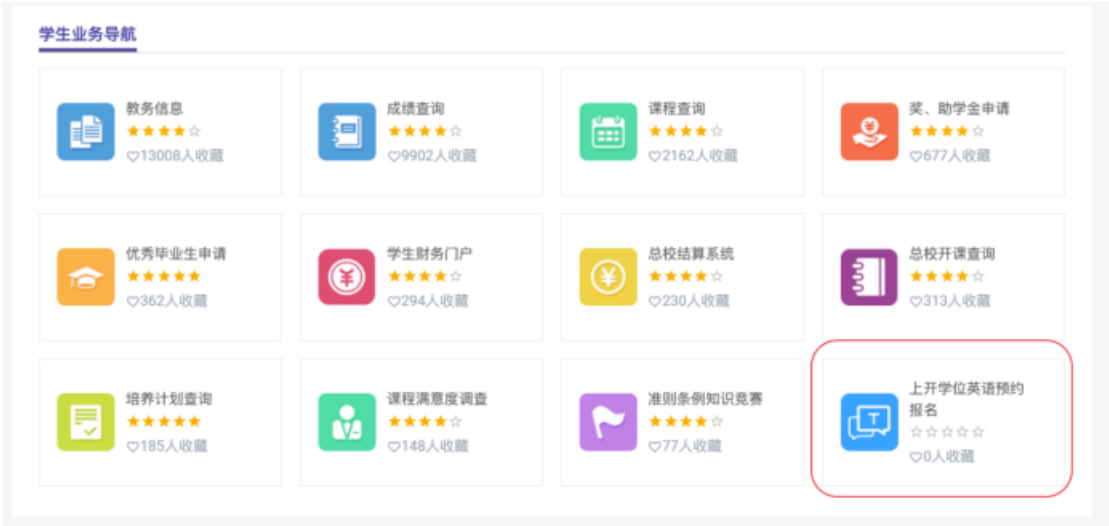 学生业务导航
教务信息
♡13008人收藏
成绩查询
♡9902人收藏
课程查询
♡2162人收藏
奖、助学金申请
♡677人收藏
优秀毕业生申请
♡362人收藏
学生财务门户
♡294人收藏
总校结算系统
♡230人收藏
总校开课查询
♡313人收藏
培养计划查询
♡185人收藏
课程满意度调查
♡148人收藏
准则条例知识竞赛
♡77人收藏
T
上开学位英语预约
报名
♡0人收藏